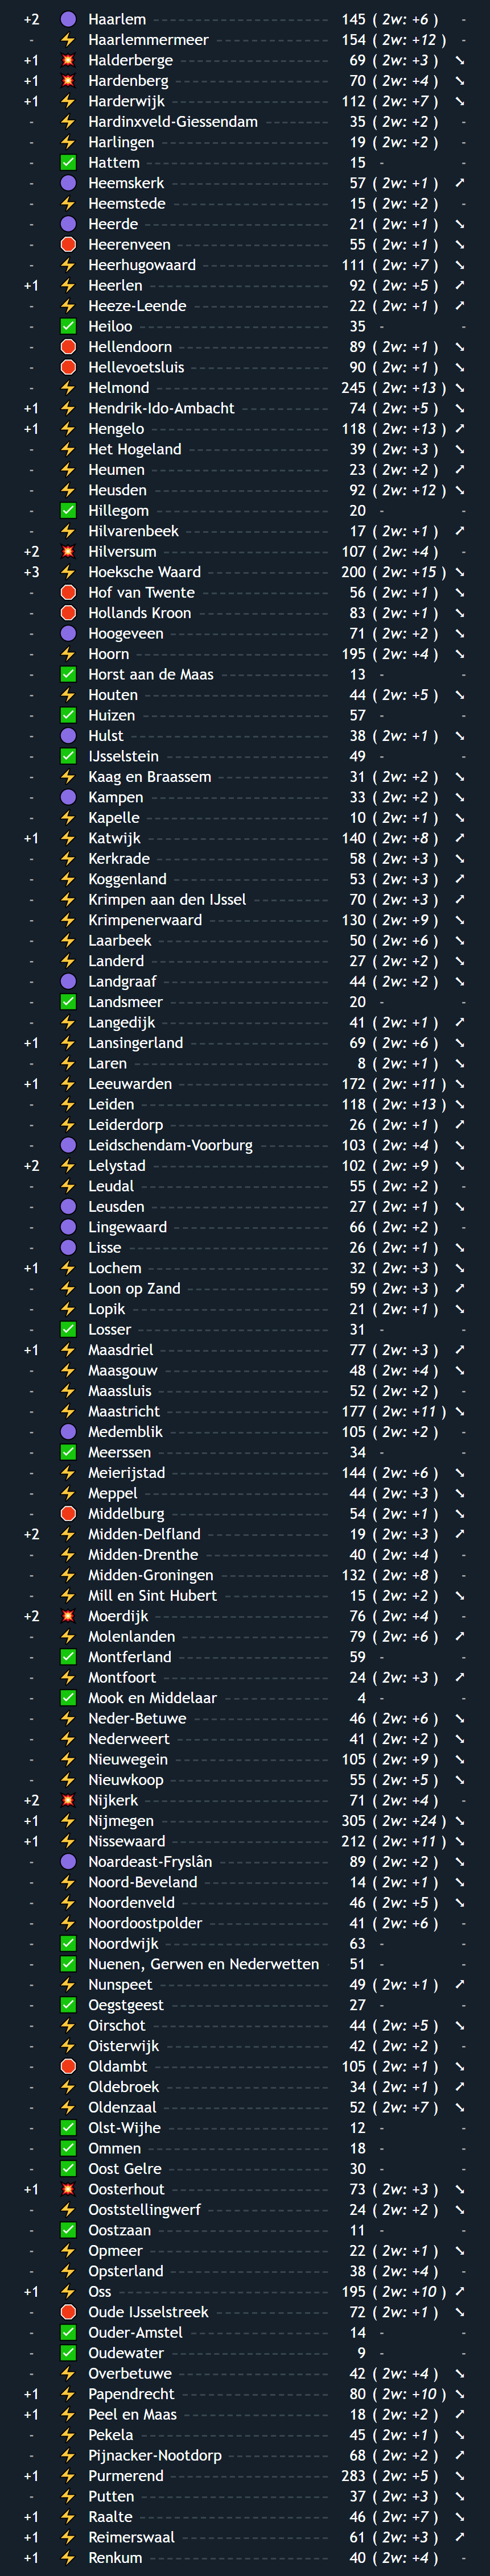 +2 Haarlem 145 ( 2w: +6 ) -
- Haarlemmermeer 154 ( 2w: +12 ) -
+1 Halderberge 69 ( 2w: +3 ) ↘
+1 Hardenberg 70 ( 2w: +4 ) ↘
+1 Harderwijk 112 ( 2w: +7 ) ↘
- Hardinxveld-Giessendam 35 ( 2w: +2 ) -
- Harlingen 19 ( 2w: +2 ) -
- Hattem 15 - -
- Heemskerk 57 ( 2w: +1 ) ↗
- Heemstede 15 ( 2w: +2 ) -
- Heerde 21 ( 2w: +1 ) ↘
- Heerenveen 55 ( 2w: +1 ) ↘
- Heerhugowaard 111 ( 2w: +7 ) ↘
+1 Heerlen 92 ( 2w: +5 ) ↗
- Heeze-Leende 22 ( 2w: +1 ) ↗
- Heiloo 35 - -
- Hellendoorn 89 ( 2w: +1 ) ↘
- Hellevoetsluis 90 ( 2w: +1 ) ↘
- Helmond 245 ( 2w: +13 ) ↘
+1 Hendrik-Ido-Ambacht 74 ( 2w: +5 ) ↘
+1 Hengelo 118 ( 2w: +13 ) ↗
- Het Hogeland 39 ( 2w: +3 ) ↘
- Heumen 23 ( 2w: +2 ) ↗
- Heusden 92 ( 2w: +12 ) ↘
- Hillegom 20 - -
- Hilvarenbeek 17 ( 2w: +1 ) ↗
+2 Hilversum 107 ( 2w: +4 ) -
+3 Hoeksche Waard 200 ( 2w: +15 ) ↘
- Hof van Twente 56 ( 2w: +1 ) ↘
- Hollands Kroon 83 ( 2w: +1 ) ↘
- Hoogeveen 71 ( 2w: +2 ) ↘
- Hoorn 195 ( 2w: +4 ) ↘
- Horst aan de Maas 13 - -
- Houten 44 ( 2w: +5 ) ↘
- Huizen 57 - -
- Hulst 38 ( 2w: +1 ) ↘
- IJsselstein 49 - -
- Kaag en Braassem 31 ( 2w: +2 ) ↘
- Kampen 33 ( 2w: +2 ) ↘
- Kapelle 10 ( 2w: +1 ) ↘
+1 Katwijk 140 ( 2w: +8 ) ↗
- Kerkrade 58 ( 2w: +3 ) ↘
- Koggenland 53 ( 2w: +3 ) ↗
- Krimpen aan den IJssel 70 ( 2w: +3 ) ↗
- Krimpenerwaard 130 ( 2w: +9 ) ↘
- Laarbeek 50 ( 2w: +6 ) ↘
- Landerd 27 ( 2w: +2 ) ↘
- Landgraaf 44 ( 2w: +2 ) ↘
- Landsmeer 20 - -
- Langedijk 41 ( 2w: +1 ) ↗
+1 Lansingerland 69 ( 2w: +6 ) ↘
- Laren 8 ( 2w: +1 ) ↘
+1 Leeuwarden 172 ( 2w: +11 ) ↘
- Leiden 118 ( 2w: +13 ) ↘
- Leiderdorp 26 ( 2w: +1 ) ↗
- Leidschendam-Voorburg 103 ( 2w: +4 ) ↘
+2 Lelystad 102 ( 2w: +9 ) ↘
- Leudal 55 ( 2w: +2 ) -
- Leusden 27 ( 2w: +1 ) ↘
- Lingewaard 66 ( 2w: +2 ) -
- Lisse 26 ( 2w: +1 ) ↘
+1 Lochem 32 ( 2w: +3 ) ↘
- Loon op Zand 59 ( 2w: +3 ) ↗
- Lopik 21 ( 2w: +1 ) ↘
- Losser 31 - -
+1 Maasdriel 77 ( 2w: +3 ) ↗
- Maasgouw 48 ( 2w: +4 ) ↘
- Maassluis 52 ( 2w: +2 ) -
- Maastricht 177 ( 2w: +11 ) ↘
- Medemblik 105 ( 2w: +2 ) -
- Meerssen 34 - -
- Meierijstad 144 ( 2w: +6 ) ↘
- Meppel 44 ( 2w: +3 ) ↘
- Middelburg 54 ( 2w: +1 ) ↘
+2 Midden-Delfland 19 ( 2w: +3 ) ↗
- Midden-Drenthe 40 ( 2w: +4 ) -
- Midden-Groningen 132 ( 2w: +8 ) -
- Mill en Sint Hubert 15 ( 2w: +2 ) ↘
+2 Moerdijk 76 ( 2w: +4 ) -
- Molenlanden 79 ( 2w: +6 ) ↗
- Montferland 59 - -
- Montfoort 24 ( 2w: +3 ) ↗
- Mook en Middelaar 4 - -
- Neder-Betuwe 46 ( 2w: +6 ) ↘
- Nederweert 41 ( 2w: +2 ) ↘
- Nieuwegein 105 ( 2w: +9 ) ↘
- Nieuwkoop 55 ( 2w: +5 ) ↘
+2 Nijkerk 71 ( 2w: +4 ) -
+1 Nijmegen 305 ( 2w: +24 ) ↘
+1 Nissewaard 212 ( 2w: +11 ) ↘
- Noardeast-Fryslân 89 ( 2w: +2 ) ↘
- Noord-Beveland 14 ( 2w: +1 ) ↘
- Noordenveld 46 ( 2w: +5 ) ↘
- Noordoostpolder 41 ( 2w: +6 ) -
- Noordwijk 63 - -
- Nuenen, Gerwen en Nederwetten 51 - -
- Nunspeet 49 ( 2w: +1 ) ↗
- Oegstgeest 27 - -
- Oirschot 44 ( 2w: +5 ) ↘
- Oisterwijk 42 ( 2w: +2 ) -
- Oldambt 105 ( 2w: +1 ) ↘
- Oldebroek 34 ( 2w: +1 ) ↗
- Oldenzaal 52 ( 2w: +7 ) ↘
- Olst-Wijhe 12 - -
- Ommen 18 - -
- Oost Gelre 30 - -
+1 Oosterhout 73 ( 2w: +3 ) ↘
- Ooststellingwerf 24 ( 2w: +2 ) ↘
- Oostzaan 11 - -
- Opmeer 22 ( 2w: +1 ) ↘
- Opsterland 38 ( 2w: +4 ) -
+1 Oss 195 ( 2w: +10 ) ↗
- Oude IJsselstreek 72 ( 2w: +1 ) ↘
- Ouder-Amstel 14 - -
- Oudewater 9 - -
- Overbetuwe 42 ( 2w: +4 ) ↘
+1 Papendrecht 80 ( 2w: +10 ) ↘
+1 Peel en Maas 18 ( 2w: +2 ) ↗
- Pekela 45 ( 2w: +1 ) ↘
- Pijnacker-Nootdorp 68 ( 2w: +2 ) ↗
+1 Purmerend 283 ( 2w: +5 ) ↘
- Putten 37 ( 2w: +3 ) ↘
+1 Raalte 46 ( 2w: +7 ) ↘
+1 Reimerswaal 61 ( 2w: +3 ) ↗
+1 Renkum 40 ( 2w: +4 ) -